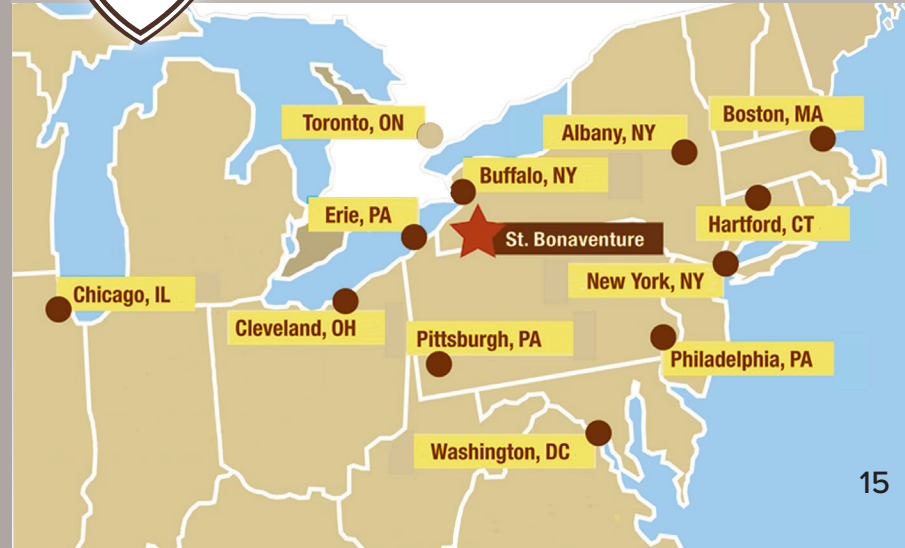 Boston, MA
Toronto, ON
Albany, NY
Buffalo, NY
Erie, PA
Hartford, CT
St. Bonaventure
New York, NY
Chicago, IL
Cleveland, OH
Pittsburgh, PA
Philadelphia, PA
Washington, DC
15